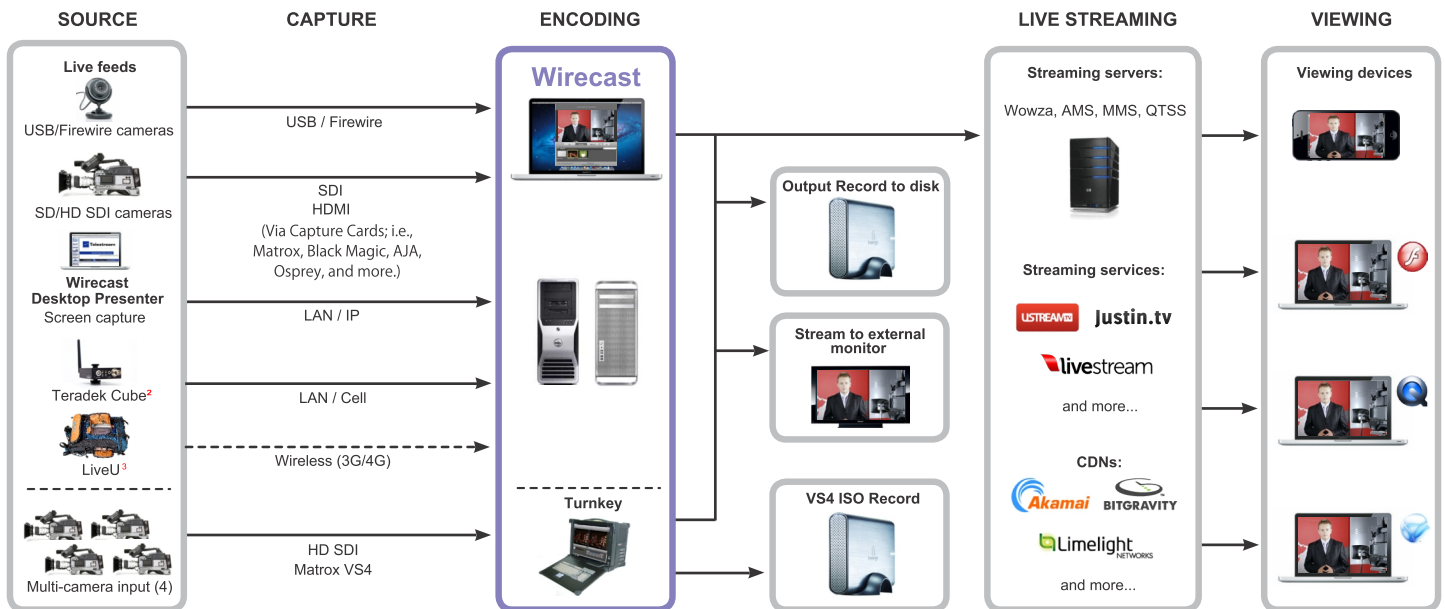 SOURCE
CAPTURE
ENCODING
LIVE STREAMING
VIEWING
Live feeds
USB/Firewire cameras
SD/HD SDI cameras
Telestream
Wirecast
Desktop Presenter
Screen capture
Teradek Cube²
LiveU³
Multi-camera input (4)
USB / Firewire
SDI
HDMI
(Via Capture Cards; i.e.,
Matrox, Black Magic, AJA,
Osprey, and more.)
LAN / IP
LAN / Cell
Wireless (3G/4G)
HD SDI
Matrox VS4
Wirecast
Turnkey
Output Record to disk
Stream to external
monitor
VS4 ISO Record
Streaming servers:
Wowza, AMS, MMS, QTSS
Streaming services:
USTREAM TV
Justin.tv
livestream
and more...
CDNs:
Akamai
BITGRAVITY
Limelight
NETWORKS
and more...
Viewing devices